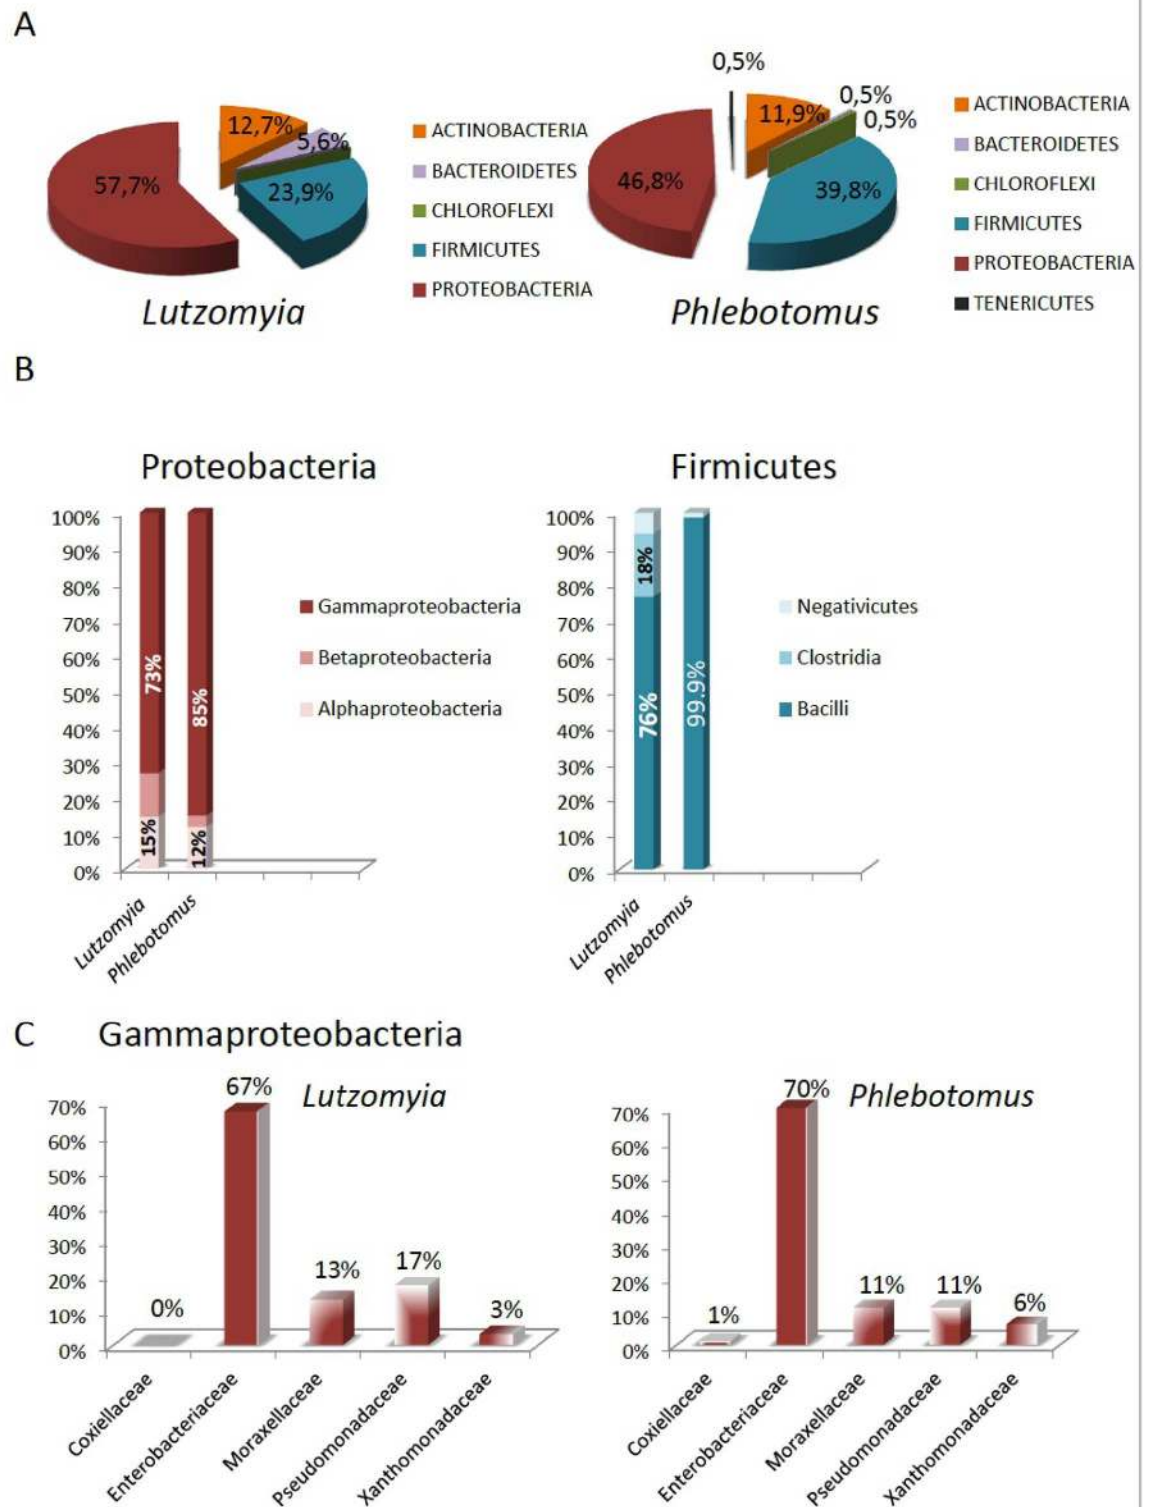 A
12,7%
5,6%
57,7%
23,9%
ACTINOBACTERIA
BACTEROIDETES
CHLOROFLEXI
FIRMICUTES
PROTEOBACTERIA
Lutzomyia
0,5%
11,9%
0,5%
0,5%
46,8%
39,8%
ACTINOBACTERIA
BACTEROIDETES
CHLOROFLEXI
FIRMICUTES
PROTEOBACTERIA
TENERICUTES
Phlebotomus
B
Proteobacteria
100%
90%
80%
70%
60%
50%
40%
30%
20%
10%
0%
73%
15%
85%
12%
Lutzomyia
Phlebotomus
Gammaproteobacteria
Betaproteobacteria
Alphaproteobacteria
Firmicutes
100%
90%
80%
70%
60%
50%
40%
30%
20%
10%
0%
18%
76%
99.9%
Lutzomyia
Phlebotomus
Negativicutes
Clostridia
Bacilli
C
Gammaproteobacteria
Lutzomyia
70%
60%
50%
40%
30%
20%
10%
0%
0%
67%
13%
17%
3%
Coxiellaceae
Enterobacteriaceae
Moraxellaceae
Pseudomonadaceae
Xanthomonadaceae
Phlebotomus
70%
60%
50%
40%
30%
20%
10%
0%
1%
70%
11%
11%
6%
Coxiellaceae
Enterobacteriaceae
Moraxellaceae
Pseudomonadaceae
Xanthomonadaceae